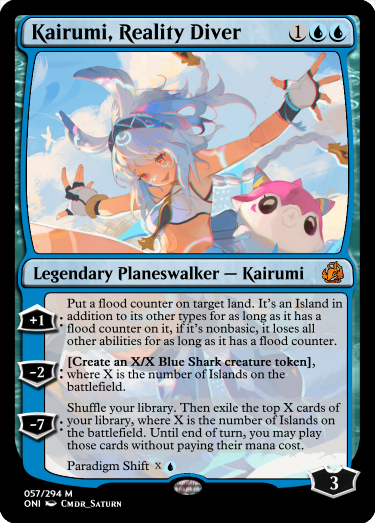 Kairumi, Reality Diver 1
Legendary Planeswalker — Kairumi
+1: Put a flood counter on target land. It's an Island in
addition to its other types for as long as it has a
flood counter on it, if it's nonbasic, it loses all
other abilities for as long as it has a flood counter.
-2: [Create an X/X Blue Shark creature token],
where X is the number of Islands on the
battlefield.
-7: Shuffle your library. Then exile the top X cards of
your library, where X is the number of Islands on
the battlefield. Until end of turn, you may play
those cards without paying their mana cost.
Paradigm Shift X
3
057/294 M
ONI Cmdr_Saturn